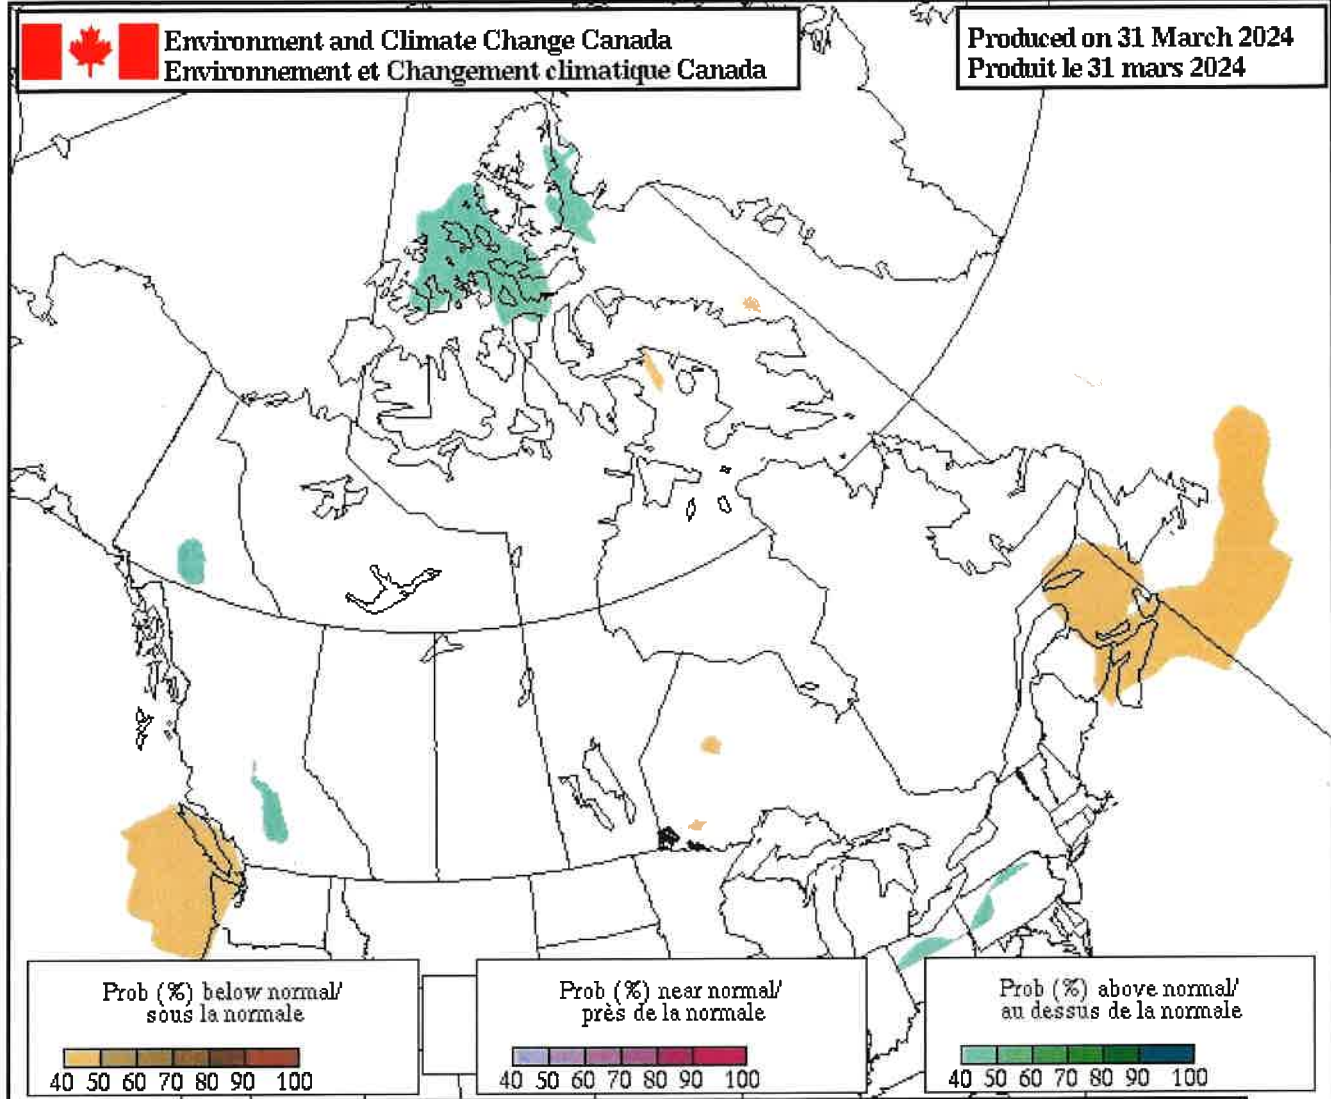 Environment and Climate Change Canada
Environnement et Changement climatique Canada
Produced on 31 March 2024
Produit le 31 mars 2024
Prob (%) below normal/
sous la normale
40 50 60 70 80 90 100
Prob (%) near normal/
près de la normale
40 50 60 70 80 90 100
Prob (%) above normal/
au dessus de la normale
40 50 60 70 80 90 100